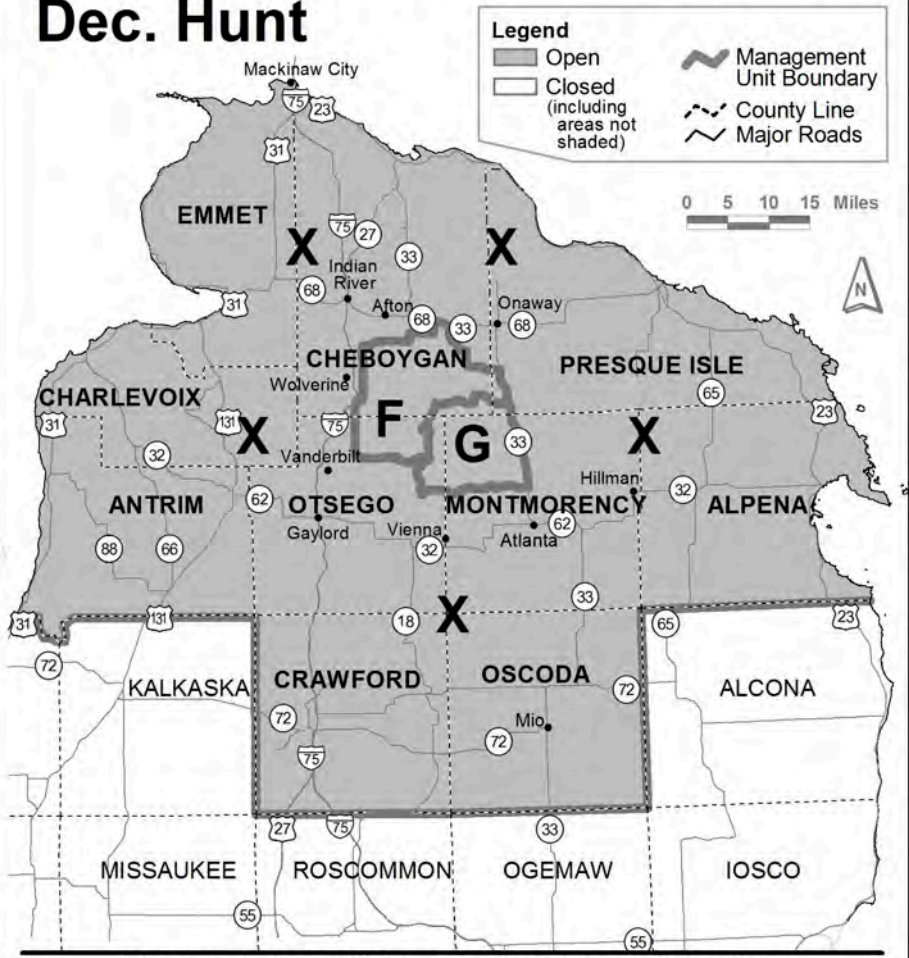 Dec. Hunt
Legend
Open
Closed
(including
areas not
shaded)
Management
Unit Boundary
County Line
Major Roads
0 5 10 15 Miles
N
Mackinaw City
75 23
31
EMMET
X
75 27
33
X
Indian
River
68
31
Afton
68
33
Onaway
68
CHEBOYGAN
PRESQUE ISLE
Wolverine
65
CHARLEVOIX
31
131
X
75
F
G
33
X
23
32
Vanderbilt
Hillman
32
62
ANTRIM
OTSEGO
MONTMORENCY
ALPENA
Gaylord
Vienna
32
62
Atlanta
88
66
33
31
131
18
X
65
23
72
KALKASKA
CRAWFORD
OSCODA
72
ALCONA
72
Mio
72
75
27
75
33
MISSAUKEE
ROSCOMMON
OGEMAW
IOSCO
55
55